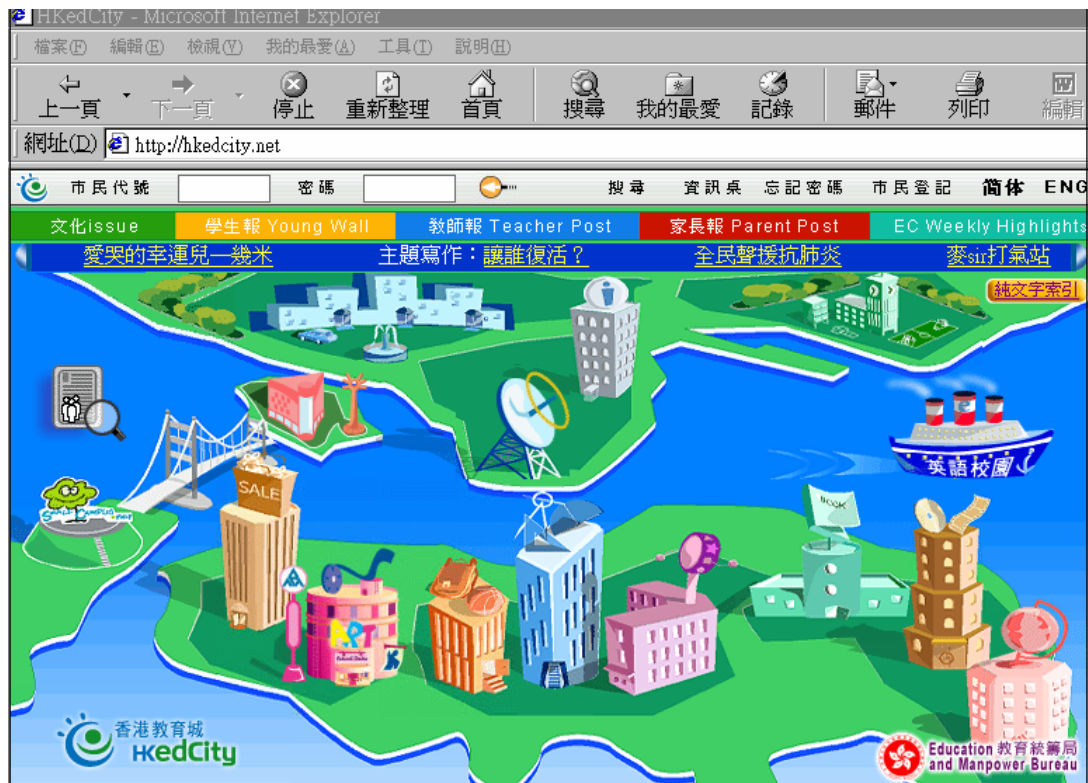 HKedCity - Microsoft Internet Explorer
檔案(F) 編輯(E) 檢視(V) 我的最愛(A) 工具(T) 說明(H)
上一頁 下一頁 停止 重新整理 首頁 搜尋 我的最愛 記錄 郵件 列印 編輯
網址(D) http://hkedcity.net
市民代號 密碼 搜尋 資訊桌 忘記密碼 市民登記 简体 ENG
文化issue 學生報 Young Wall 教師報 Teacher Post 家長報 Parent Post EC Weekly Highlights
愛哭的幸運兒—幾米 主題寫作：讓誰復活？ 全民聲援抗肺炎 麥sir打氣站
純文字索引
e
英語校園
SALE
BOOK
ART
香港教育城
HKedCity
Education 教育統籌局
and Manpower Bureau